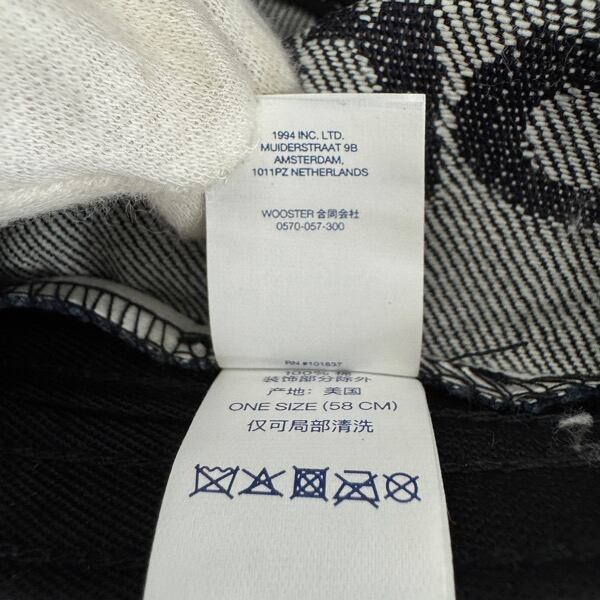 1994 INC, LTD.
MUIDERSTRAAT 9B
AMSTERDAM,
1011PZ NETHERLANDS
WOOSTER 合同会社
0570-057-300
RN #101837
100% 棉
装饰部分除外
产地: 美国
ONE SIZE (58 CM)
仅可局部清洗